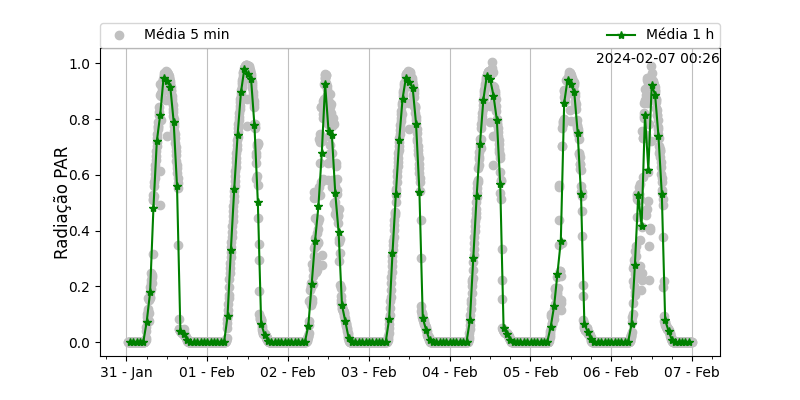 Média 5 min
Média 1 h
2024-02-07 00:26
Radiação PAR
1.0
0.8
0.6
0.4
0.2
0.0
31 - Jan
01 - Feb
02 - Feb
03 - Feb
04 - Feb
05 - Feb
06 - Feb
07 - Feb